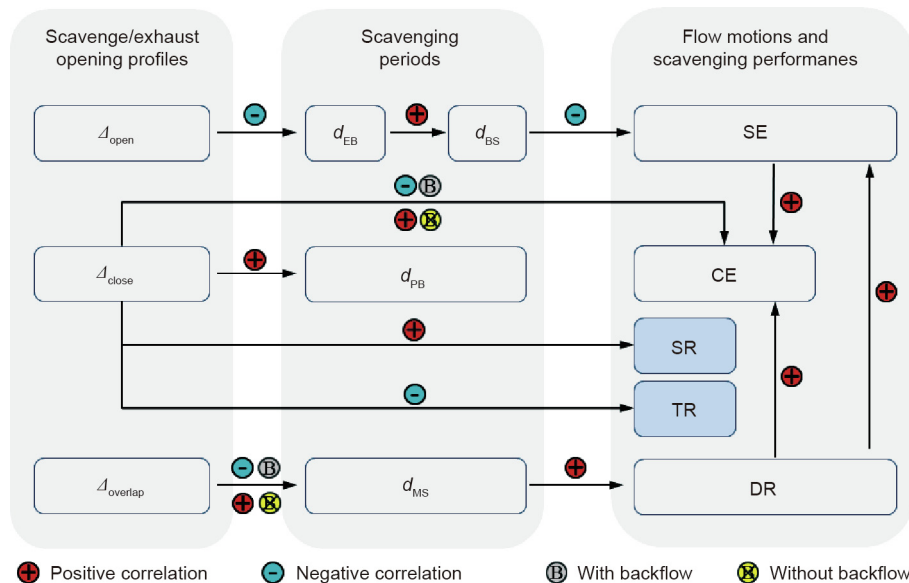 Scavenge/exhaust
opening profiles
Scavenging
periods
Flow motions and
scavenging performanes
Δopen
-
dEB
+
dBS
-
SE
- B
+ B
+
Δclose
+
dPB
CE
+
+
SR
+
-
TR
Δoverlap
- B
+ B
dMS
+
DR
+ Positive correlation
- Negative correlation
B With backflow
B Without backflow